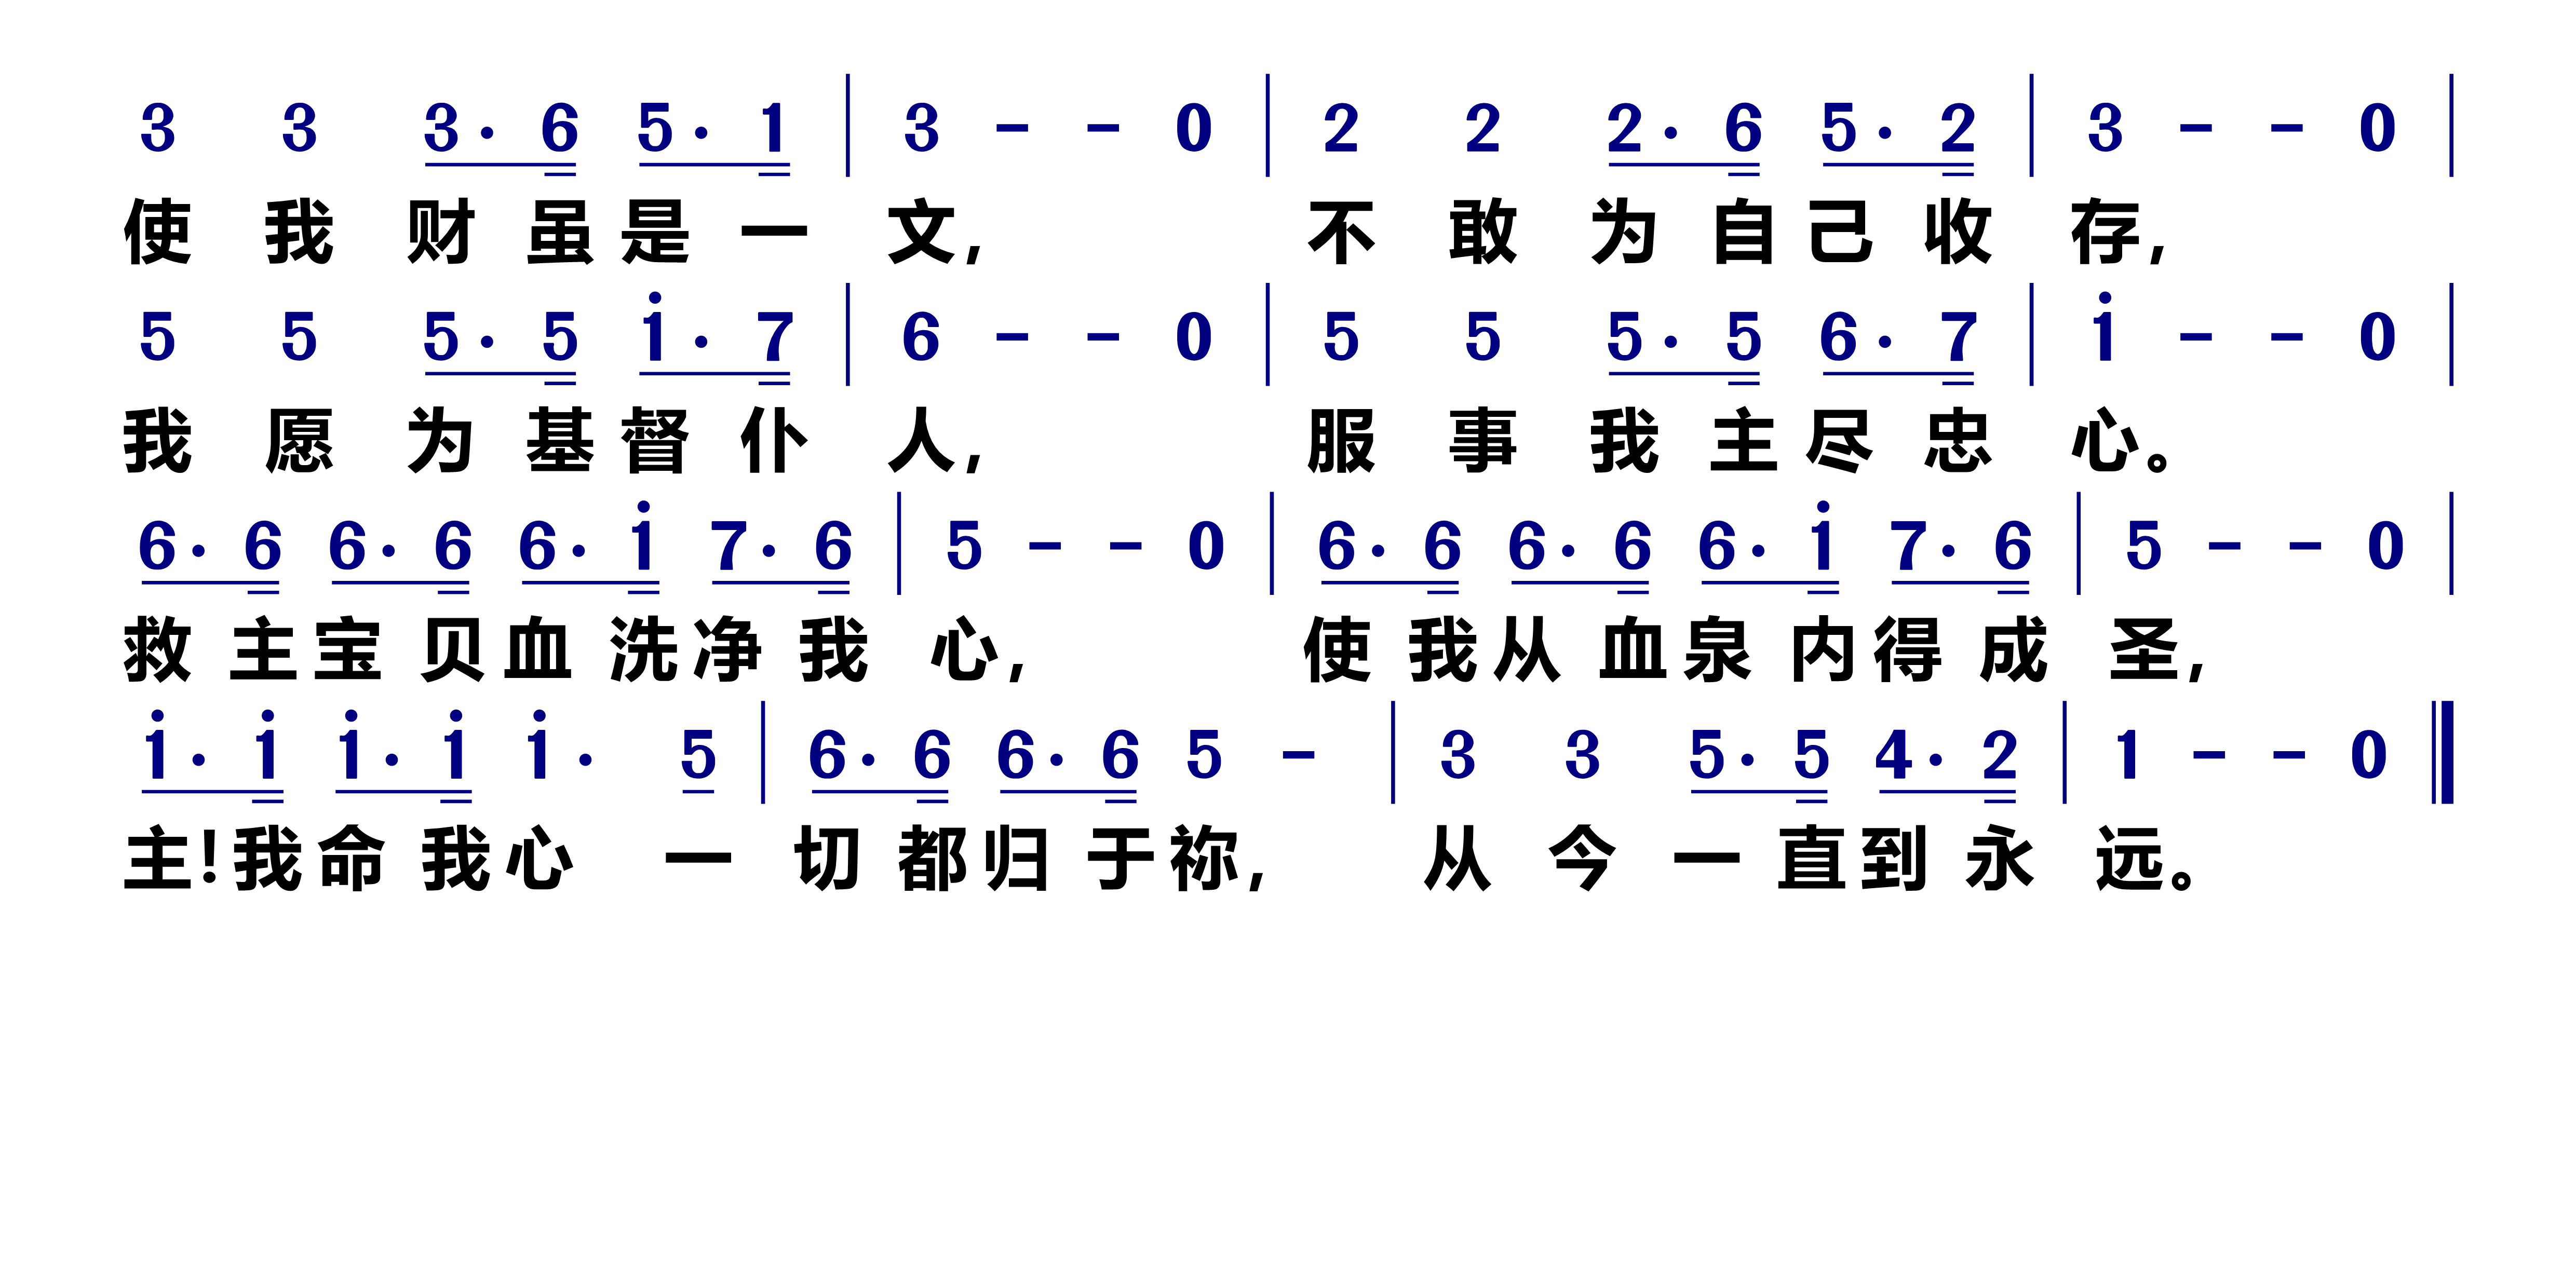 3 3 3· 6 5· 1 | 3 - - 0 | 2 2 2· 6 5· 2 | 3 - - 0 |
使我财虽是一文, 不敢为自己收存,
5 5 5· 5 i· 7 | 6 - - 0 | 5 5 5· 5 6· 7 | i - - 0 |
我愿为基督仆人, 服事我主尽忠心。
6· 6 6· 6 6· i 7· 6 | 5 - - 0 | 6· 6 6· 6 6· i 7· 6 | 5 - - 0 |
救主宝贝血洗净我心, 使我从血泉内得成圣,
i· i i· i i· 5 | 6· 6 6· 6 5 - | 3 3 5· 5 4· 2 | 1 - - 0 ‖
主!我命我心一切都归于祢, 从今一直到永远。